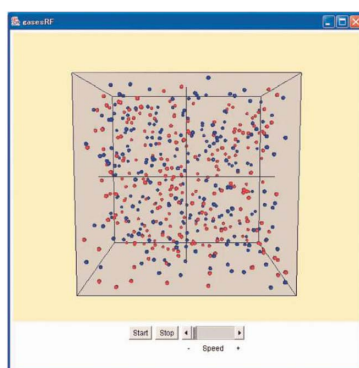 gasesRF
Start Stop
- Speed +